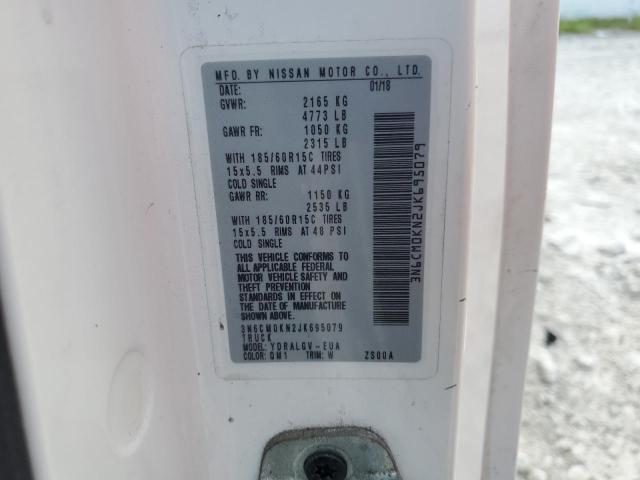 MFD. BY NISSAN MOTOR CO., LTD.
DATE: 01/18
GVWR: 2165 KG
4773 LB
GAWR FR: 1050 KG
2315 LB
WITH 185/60R15C TIRES
15x5.5 RIMS AT 44PSI
COLD SINGLE
GAWR RR: 1150 KG
2535 LB
WITH 185/60R15C TIRES
15x5.5 RIMS AT 48 PSI
COLD SINGLE
THIS VEHICLE CONFORMS TO
ALL APPLICABLE FEDERAL
MOTOR VEHICLE SAFETY AND
THEFT PREVENTION
STANDARDS IN EFFECT ON
THE DATE OF MANUFACTURE
SHOWN ABOVE.
3N6CM0KN2JK695079
TRUCK
MODEL: YDRALGV-EUA
COLOR: QM1 TRIM: W ZS00A
3N6CM0KN2JK695079